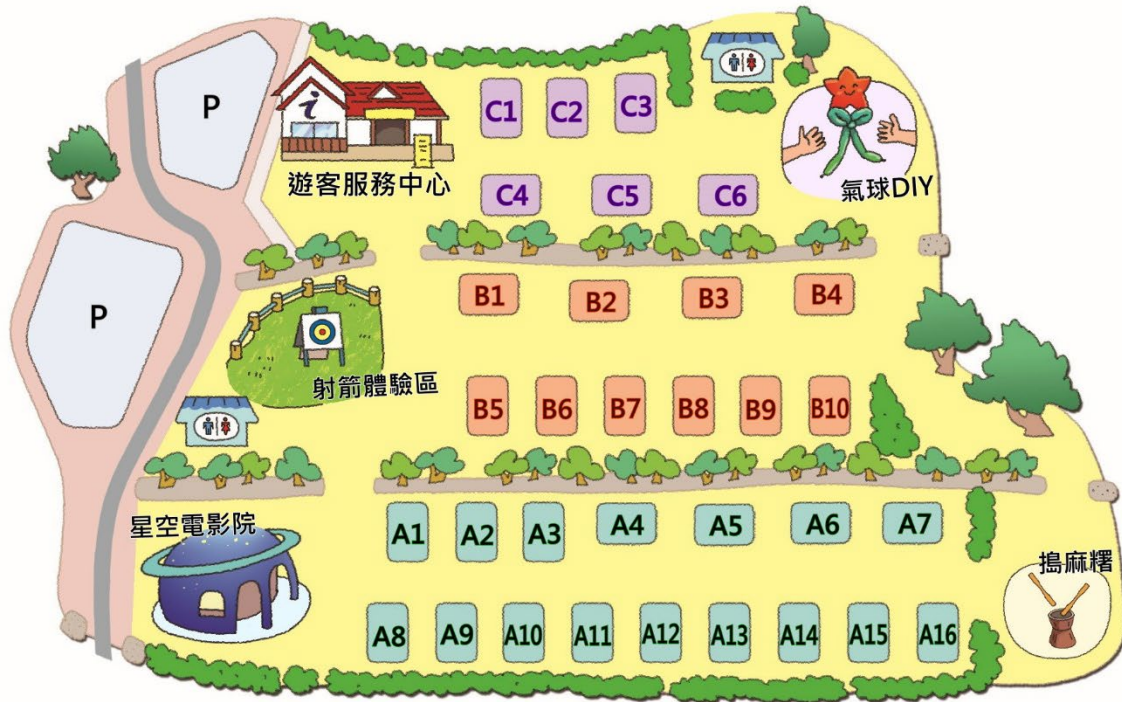 P
i
遊客服務中心
C1 C2 C3
氣球DIY
C4 C5 C6
P
B1 B2 B3 B4
射箭體驗區
B5 B6 B7 B8 B9 B10
星空電影院
A1 A2 A3 A4 A5 A6 A7
搗麻糬
A8 A9 A10 A11 A12 A13 A14 A15 A16